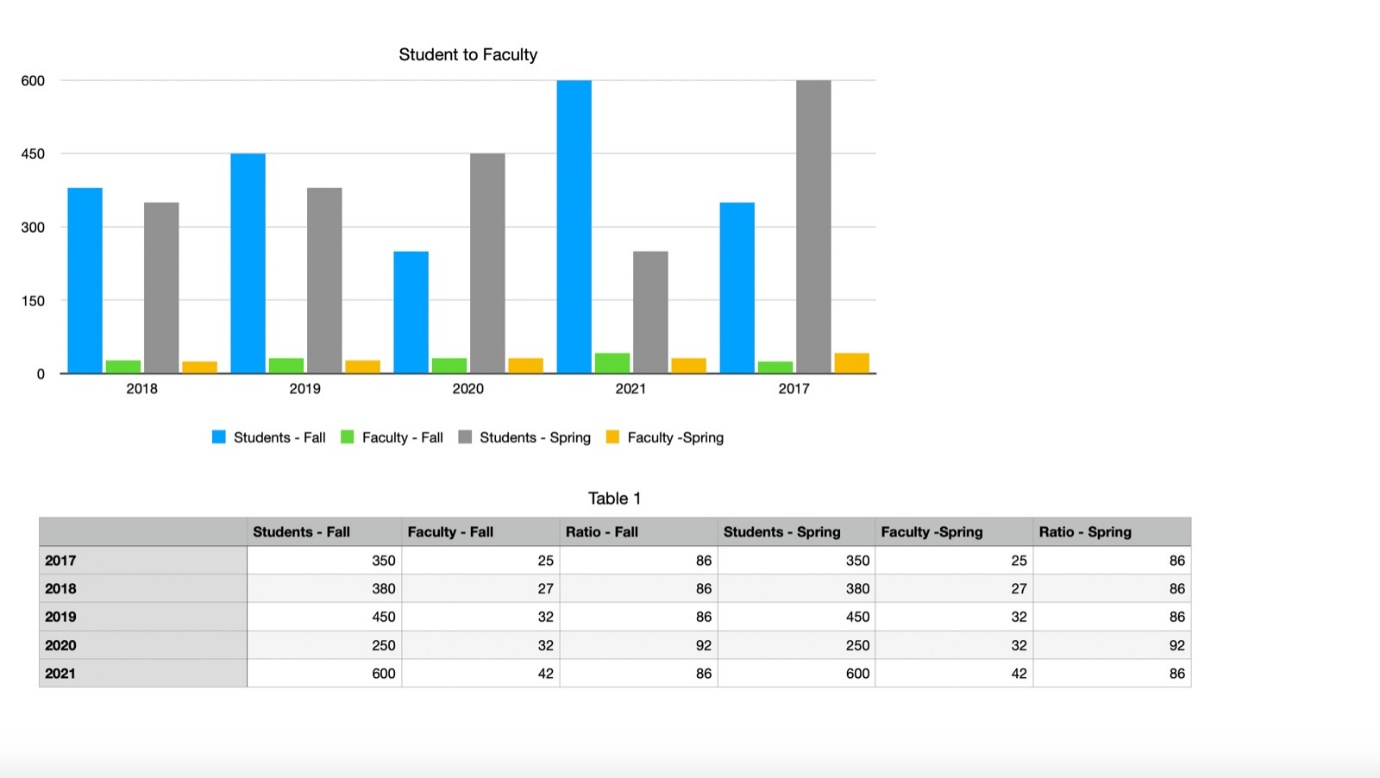 Student to Faculty
600
450
300
150
0
2018 2019 2020 2021 2017
Students - Fall Faculty - Fall Students - Spring Faculty -Spring
Table 1
Students - Fall Faculty - Fall Ratio - Fall Students - Spring Faculty -Spring Ratio - Spring
2017 350 25 86 350 25 86
2018 380 27 86 380 27 86
2019 450 32 86 450 32 86
2020 250 32 92 250 32 92
2021 600 42 86 600 42 86